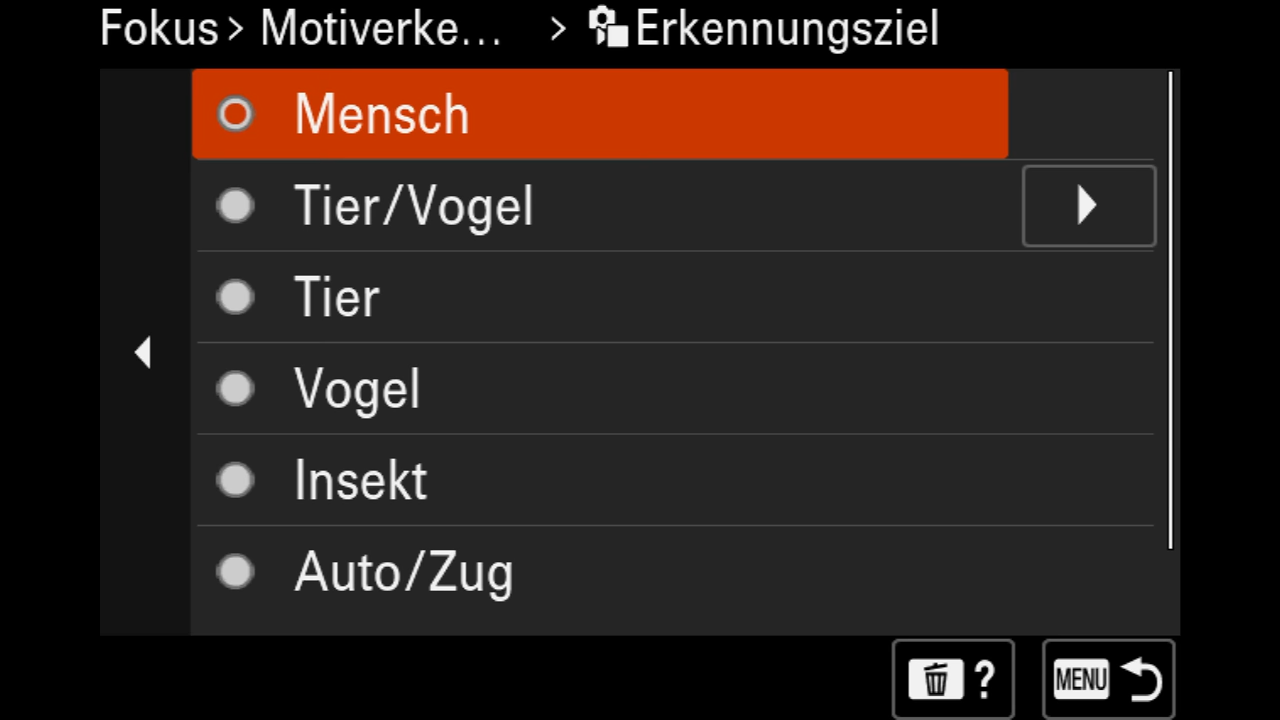 Fokus > Motiverke... > Erkennungsziel
Mensch
Tier/Vogel
Tier
Vogel
Insekt
Auto/Zug
? MENU